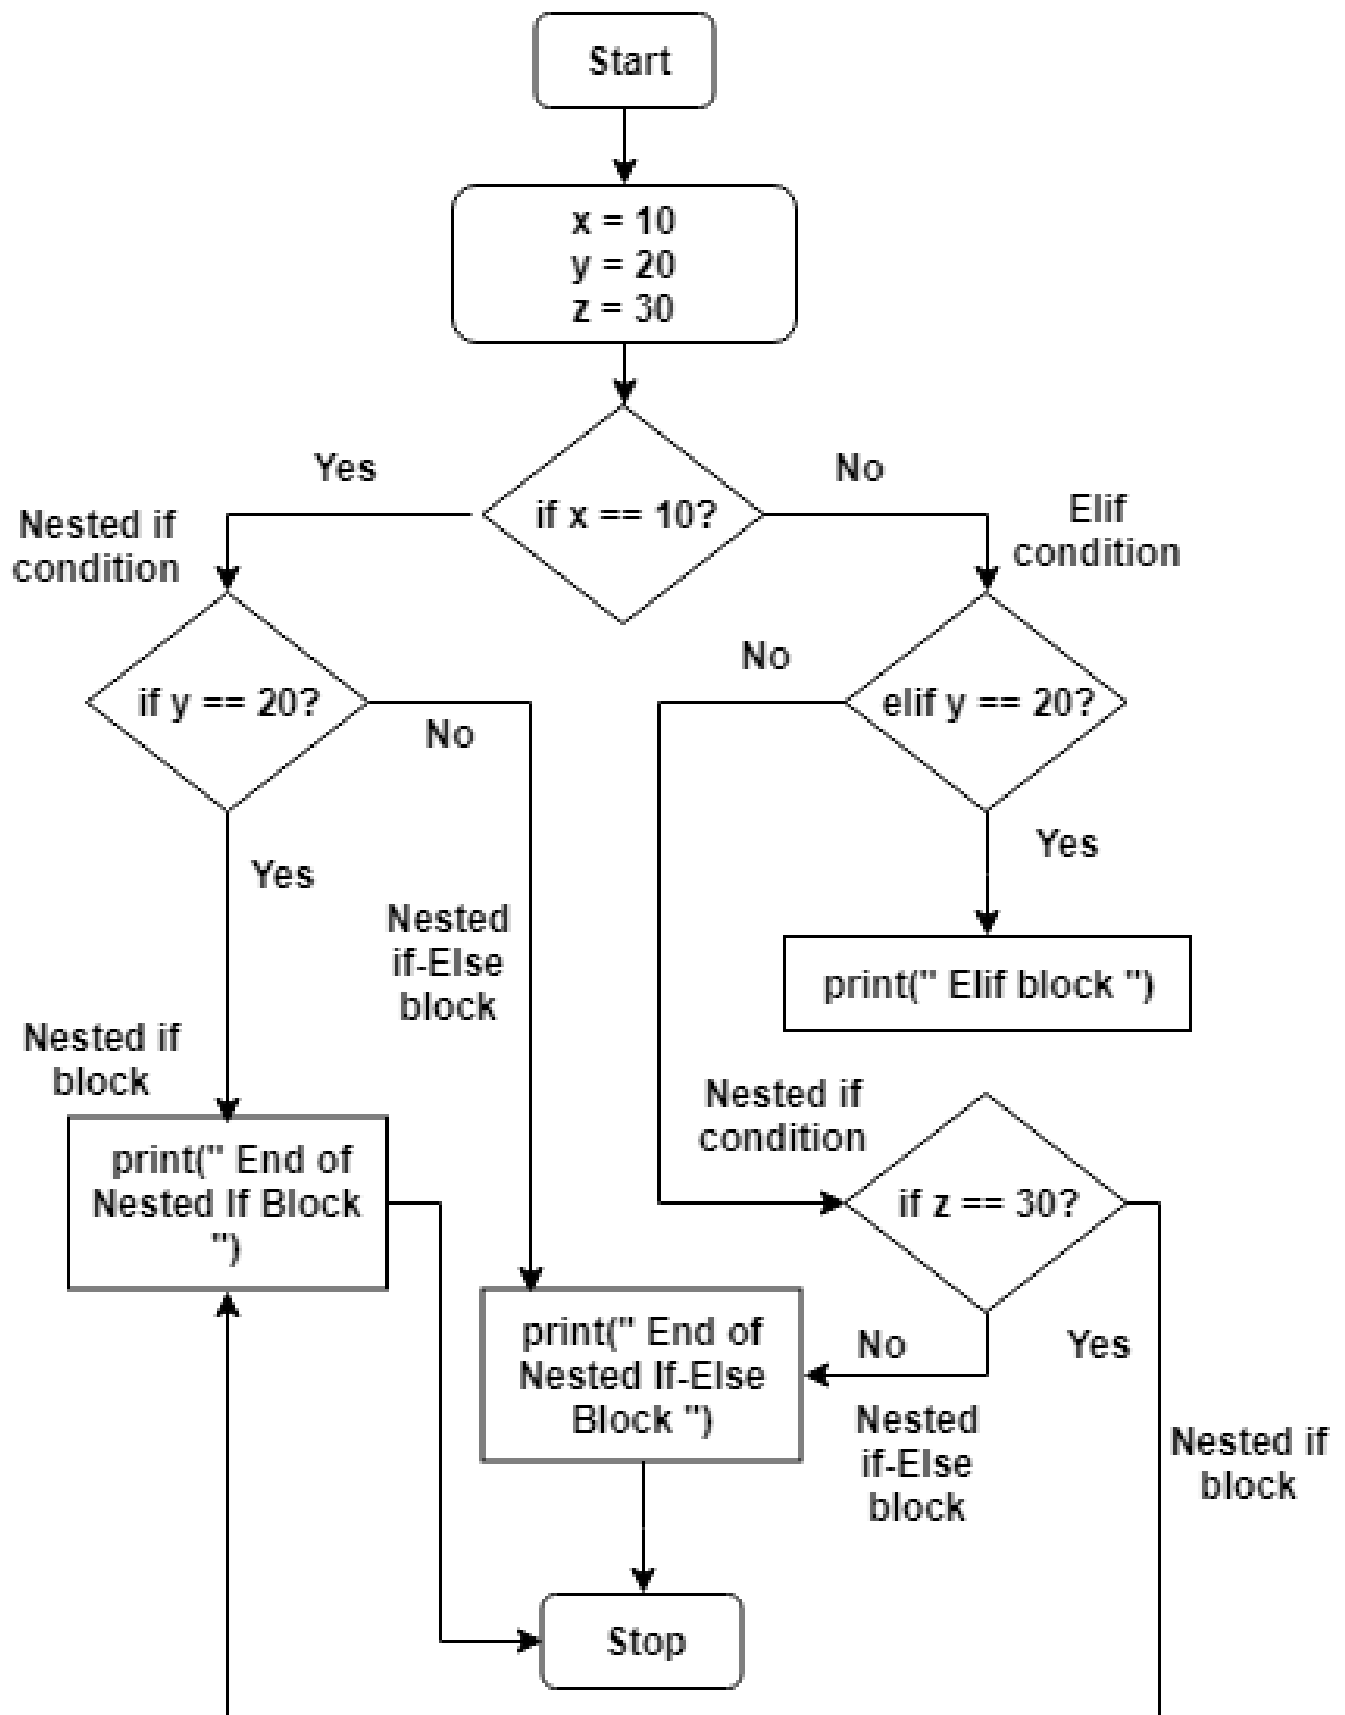 Start
x = 10
y = 20
z = 30
Yes
No
if x == 10?
Nested if
condition
Elif
condition
No
if y == 20?
elif y == 20?
No
Yes
Yes
Nested
if-Else
block
print(" Elif block ")
Nested if
block
Nested if
condition
print(" End of
Nested If Block
")
if z == 30?
print(" End of
Nested If-Else
Block ")
No
Yes
Nested
if-Else
block
Nested if
block
Stop